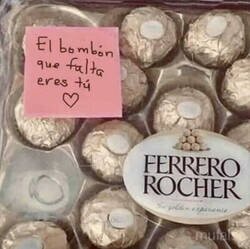 El bombón
que falta
eres tú
♡
FERRERO
ROCHER